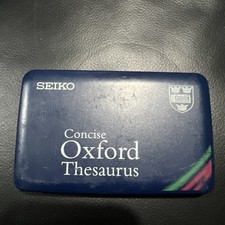 SEIKO
Concise
Oxford
Thesaurus